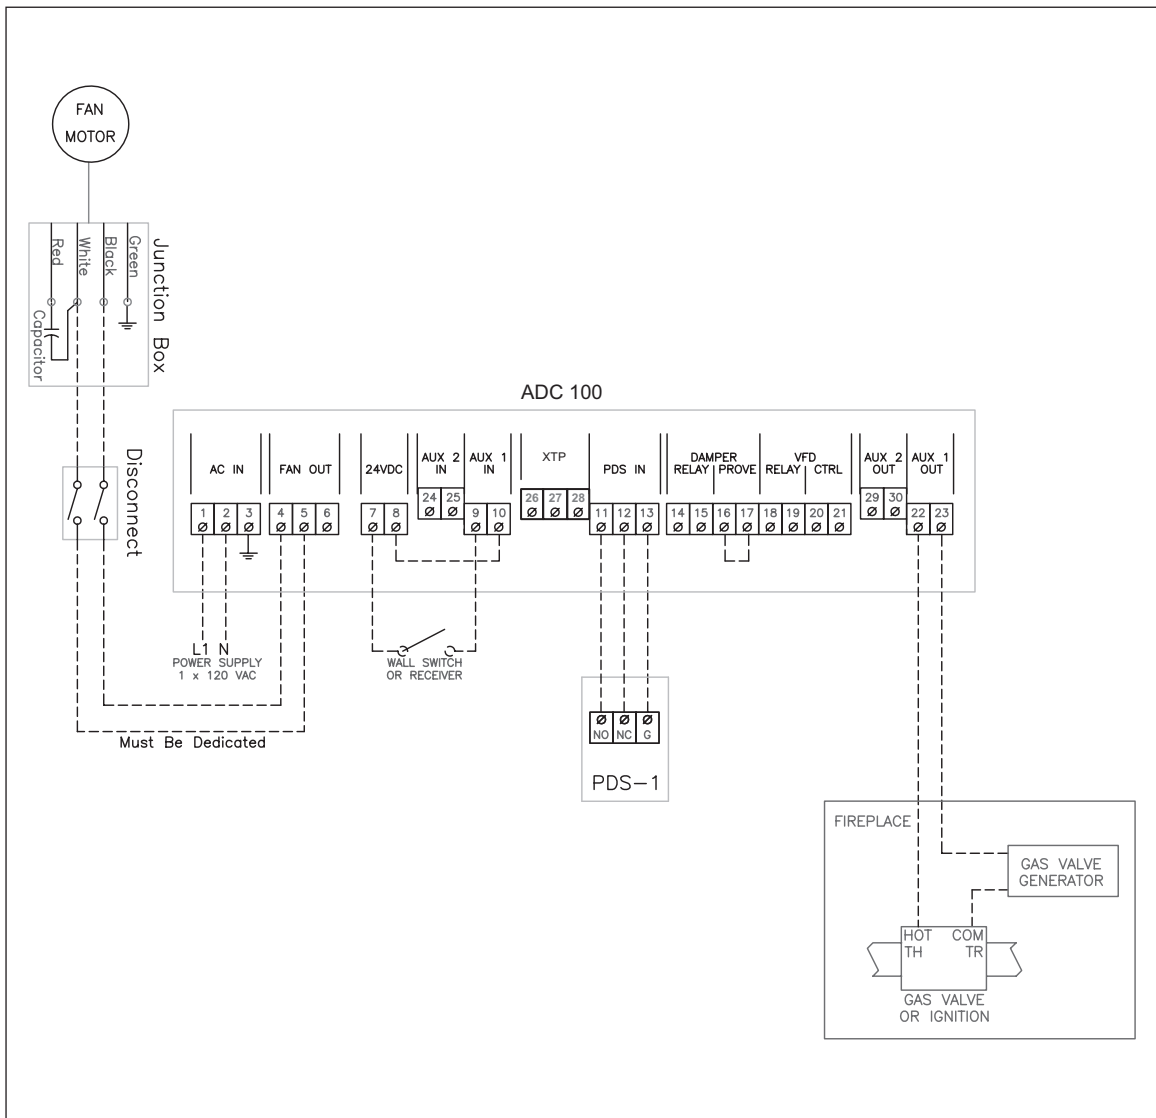 FAN
MOTOR
Red
White
Black
Green
Capacitor
Junction Box
Disconnect
ADC 100
AC IN
FAN OUT
24VDC
AUX 2
IN
AUX 1
IN
XTP
PDS IN
DAMPER
RELAY PROVE
VFD
RELAY CTRL
AUX 2
OUT
AUX 1
OUT
1 2 3
4 5 6
7 8
24 25
9 10
26 27 28
11 12 13
14 15 16 17
18 19 20 21
29 30
22 23
L1 N
POWER SUPPLY
1 x 120 VAC
WALL SWITCH
OR RECEIVER
Must Be Dedicated
NO NC G
PDS-1
FIREPLACE
GAS VALVE
GENERATOR
HOT COM
TH TR
GAS VALVE
OR IGNITION